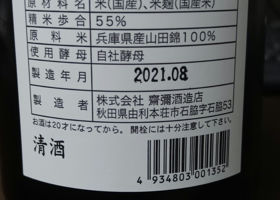 原材料名 米(国産)、米麹(国産米)
精米歩合 55%
原料米 兵庫県産山田錦100%
使用酵母 自社酵母
製造年月 2021.08
製造者 株式会社 齋彌酒造店
秋田県由利本荘市石脇字石脇53
お酒は20才になってから。開栓には十分注意して下さい。
清酒
4 934803 001352